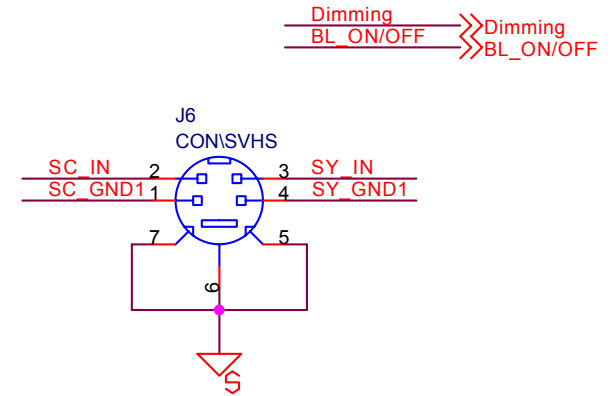 Dimming
Dimming
BL_ON/OFF
BL_ON/OFF
J6
CON\SVHS
SC_IN 2 3 SY_IN
SC_GND1 1 4 SY_GND1
7 5
6
S